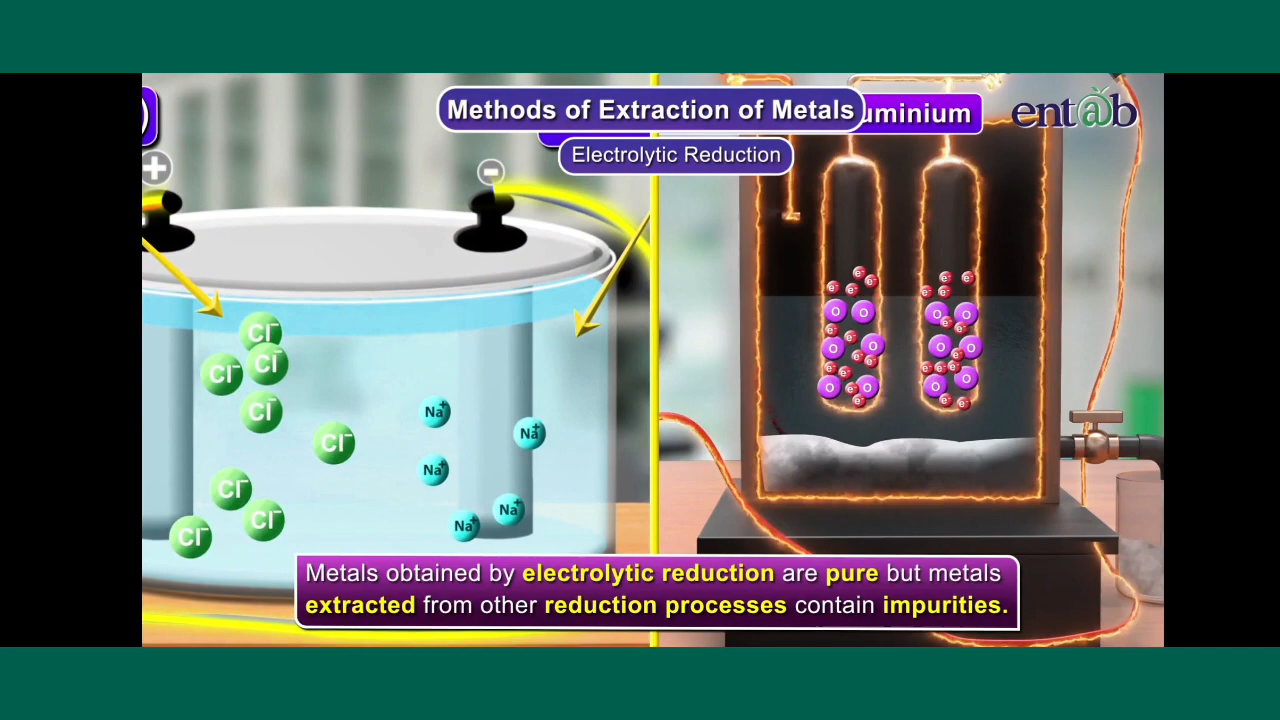 Methods of Extraction of Metals
uminium
entab
Electrolytic Reduction
)
+
-
Cl⁻
Cl⁻
Cl⁻
Cl⁻
Cl⁻
Cl⁻
Cl⁻
Cl⁻
Na⁺
Na⁺
Na⁺
Na⁺
Na⁺
e⁻ e⁻ e⁻ e⁻
O O
e⁻ e⁻
O O
e⁻ e⁻ e⁻ e⁻
O O
e⁻ e⁻
e⁻ e⁻ e⁻ e⁻
O O
e⁻ e⁻
O O
e⁻ e⁻ e⁻ e⁻
O O
e⁻ e⁻
Metals obtained by electrolytic reduction are pure but metals
extracted from other reduction processes contain impurities.